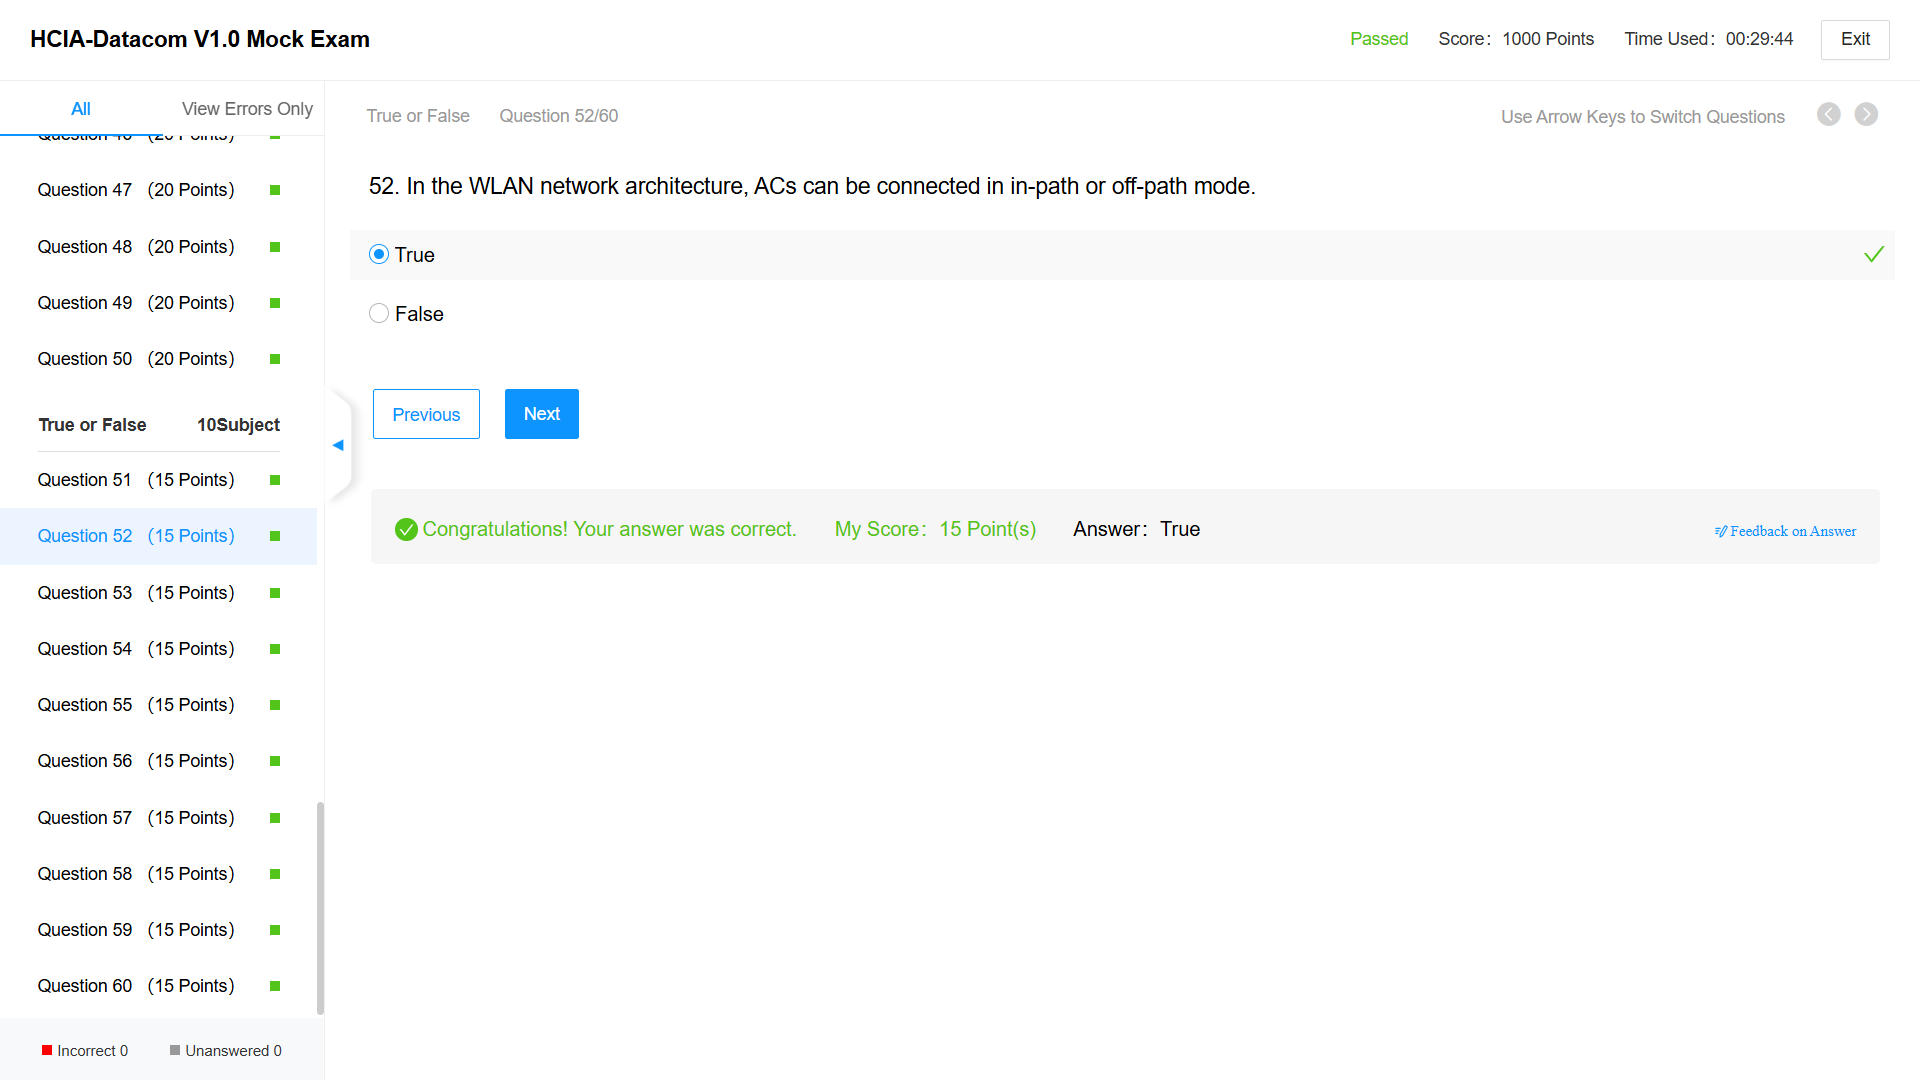 HCIA-Datacom V1.0 Mock Exam
Passed Score: 1000 Points Time Used: 00:29:44 Exit
All View Errors Only
True or False Question 52/60 Use Arrow Keys to Switch Questions
Question 47 (20 Points)
Question 48 (20 Points)
Question 49 (20 Points)
Question 50 (20 Points)
True or False 10Subject
Question 51 (15 Points)
Question 52 (15 Points)
Question 53 (15 Points)
Question 54 (15 Points)
Question 55 (15 Points)
Question 56 (15 Points)
Question 57 (15 Points)
Question 58 (15 Points)
Question 59 (15 Points)
Question 60 (15 Points)
Incorrect 0 Unanswered 0
52. In the WLAN network architecture, ACs can be connected in in-path or off-path mode.
True
False
Previous Next
Congratulations! Your answer was correct. My Score: 15 Point(s) Answer: True Feedback on Answer